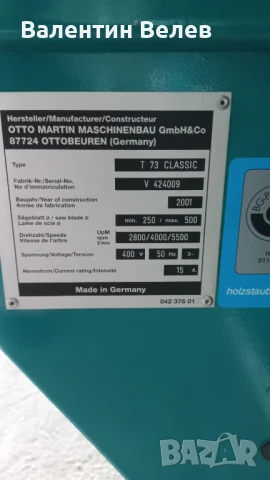 Валентин Велев
Hersteller/Manufacturer/Constructeur
OTTO MARTIN MASCHINENBAU GmbH&Co
87724 OTTOBEUREN (Germany)
Type T 73 CLASSIC
Fabrik-Nr/Serial-No. V 424009
No d'immatriculation
Baujahr/Year of construction 2001
Année de fabrication
Sägeblatt ø / saw blade ø min. 250 / max. 500
Lame de scie ø
Drehzahl/Speeds UpM 2800/4000/5500
Vitesse de l'arbre rpm
t/mn
Spannung/Voltage/Tension 400 V 50 Hz 3~
Nennstrom/Current rating/Intensité 15 A
Made in Germany
042 376 01
BG-P
holzstaub
BAZAR